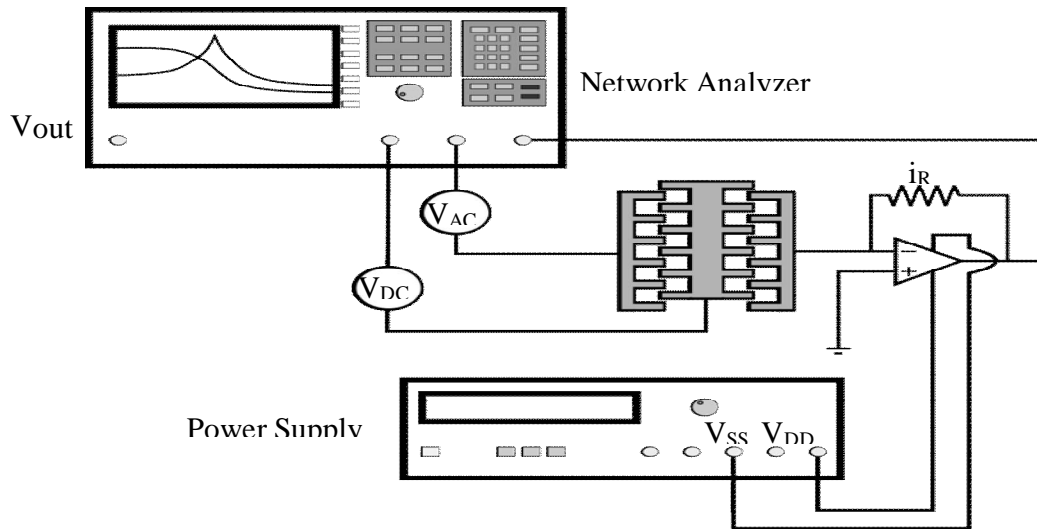 Network Analyzer
Vout
iR
VAC
VDC
− 
+
Power Supply
VSS VDD